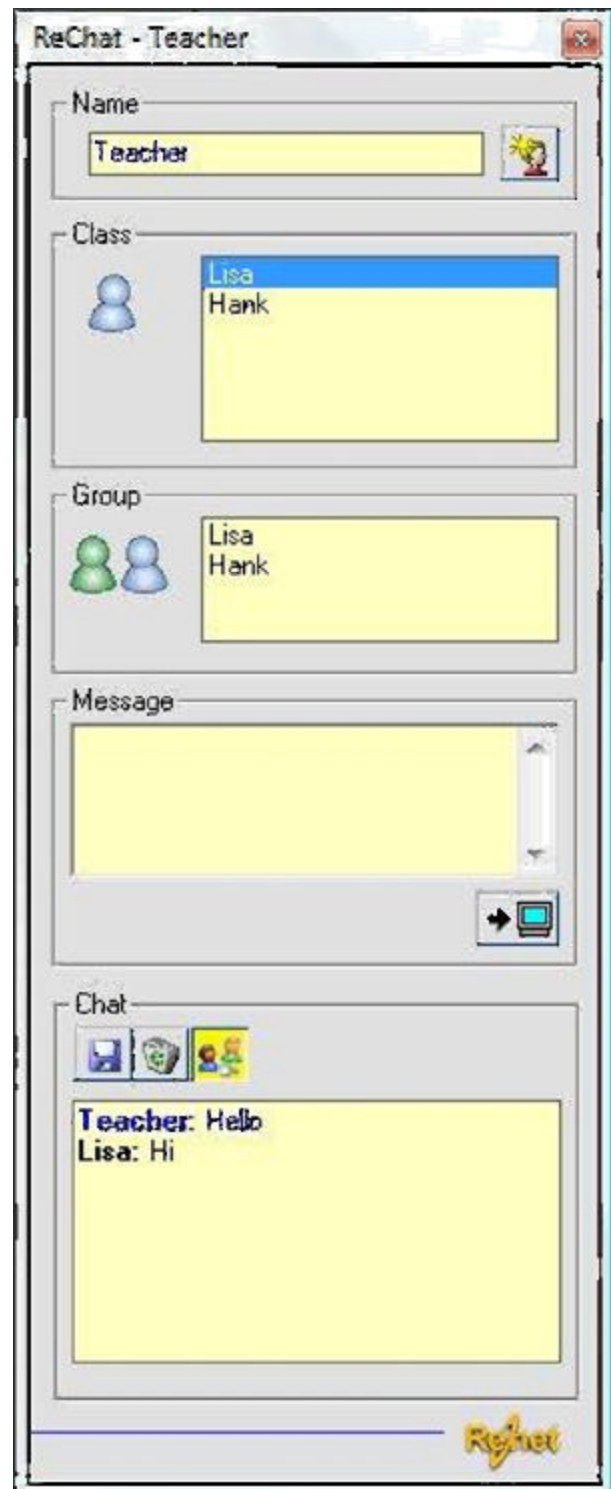 ReChat - Teacher
Name
Teacher
Class
Lisa
Hank
Group
Lisa
Hank
Message
Chat
Teacher: Hello
Lisa: Hi